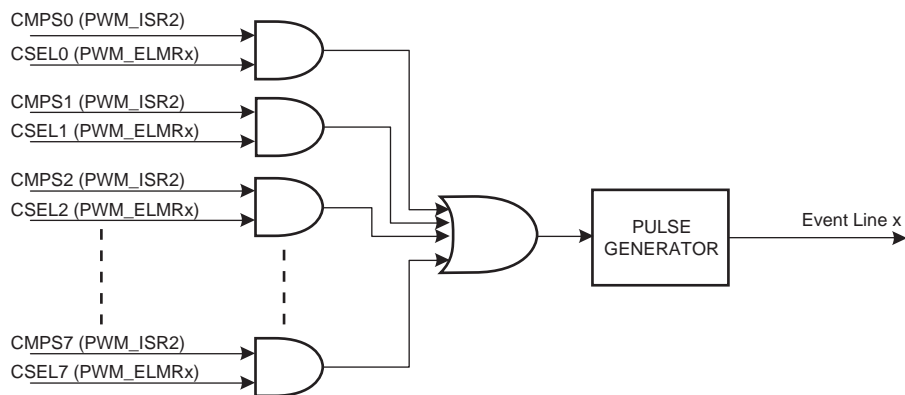 CMPS0 (PWM_ISR2)
CSEL0 (PWM_ELMRx)
CMPS1 (PWM_ISR2)
CSEL1 (PWM_ELMRx)
CMPS2 (PWM_ISR2)
CSEL2 (PWM_ELMRx)
CMPS7 (PWM_ISR2)
CSEL7 (PWM_ELMRx)
PULSE
GENERATOR
Event Line x